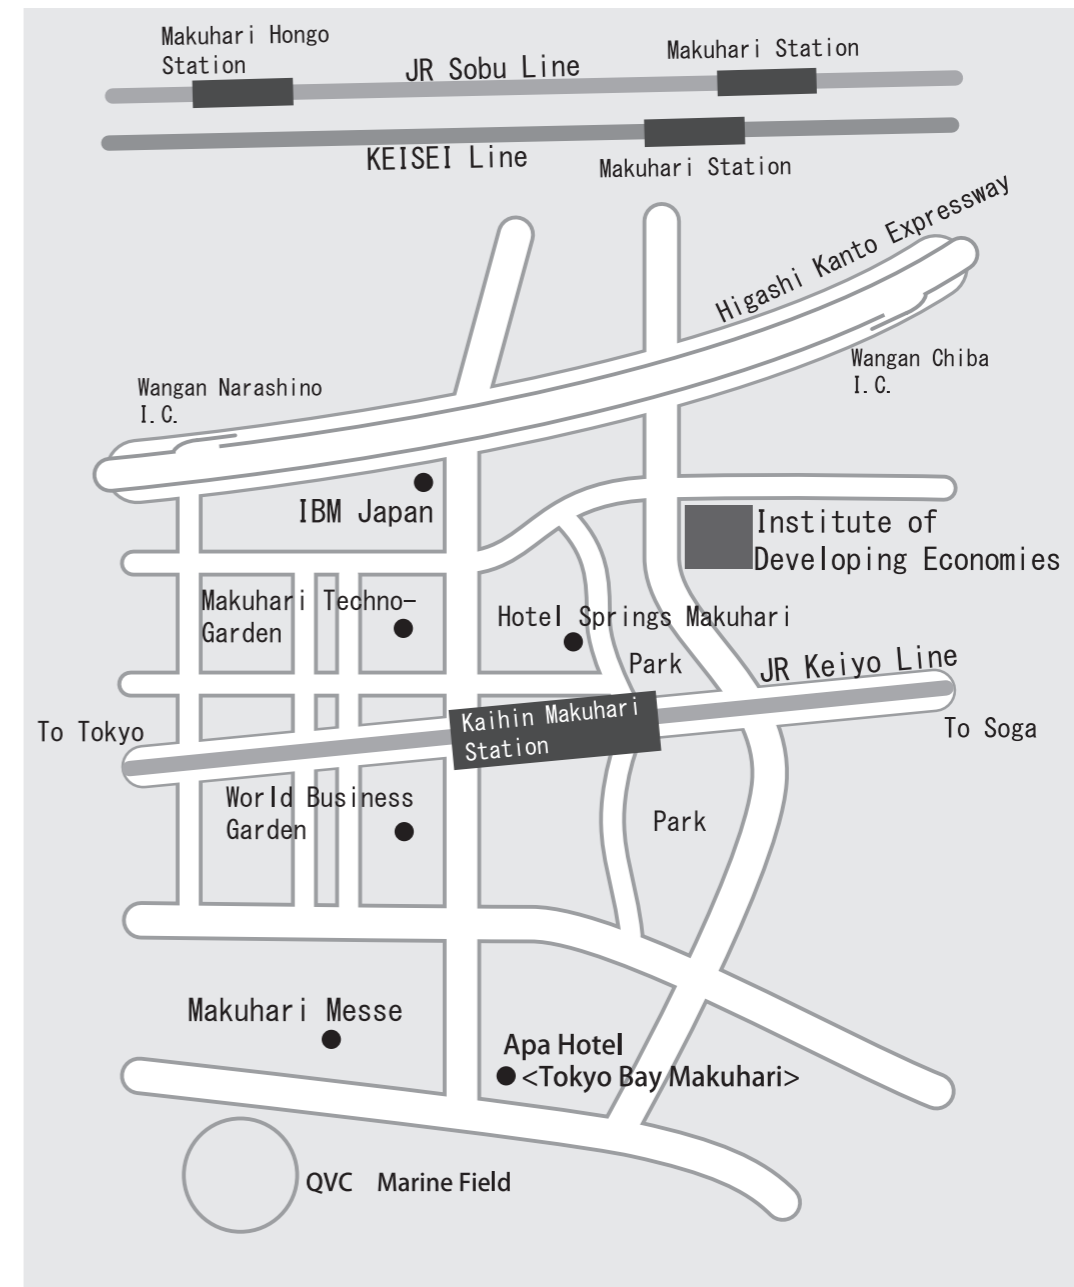 Makuhari Hongo
Station
Makuhari Station
JR Sobu Line
KEISEI Line
Makuhari Station
Higashi Kanto Expressway
Wangan Chiba
I.C.
Wangan Narashino
I.C.
IBM Japan
Institute of
Developing Economies
Makuhari Techno-
Garden
Hotel Springs Makuhari
Park
JR Keiyo Line
To Tokyo
Kaihin Makuhari
Station
To Soga
World Business
Garden
Park
Makuhari Messe
Apa Hotel
<Tokyo Bay Makuhari>
QVC Marine Field